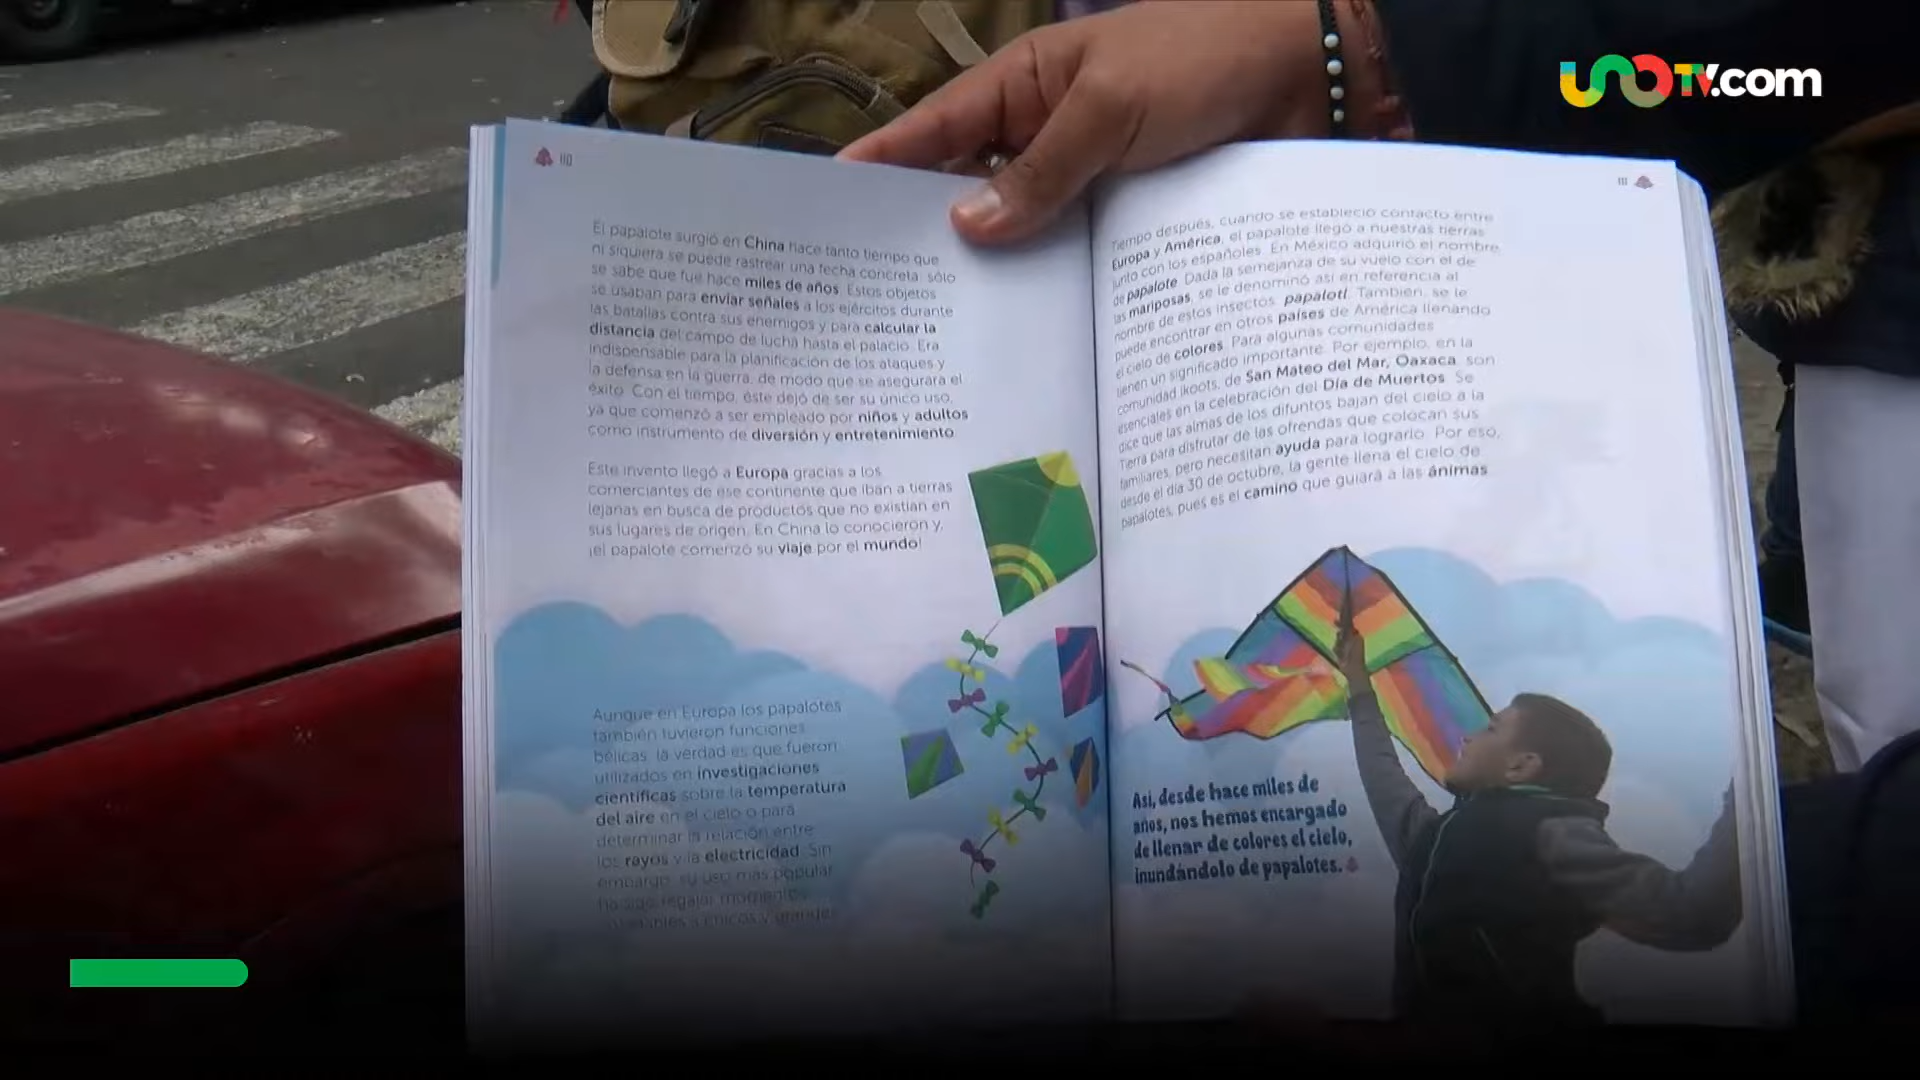 UNOTV.com
110
El papalote surgió en China hace tanto tiempo que
ni siquiera se puede rastrear una fecha concreta, sólo
se sabe que fue hace miles de años. Estos objetos
se usaban para enviar señales a los ejércitos durante
las batallas contra sus enemigos y para calcular la
distancia del campo de lucha hasta el palacio. Era
indispensable para la planificación de los ataques y
la defensa en la guerra, de modo que se asegurara el
éxito. Con el tiempo, éste dejó de ser su único uso,
ya que comenzó a ser empleado por niños y adultos
como instrumento de diversión y entretenimiento.
Este invento llegó a Europa gracias a los
comerciantes de ese continente que iban a tierras
lejanas en busca de productos que no existían en
sus lugares de origen. En China lo conocieron y,
¡el papalote comenzó su viaje por el mundo!
Aunque en Europa los papalotes
también tuvieron funciones
bélicas, la verdad es que fueron
utilizados en investigaciones
científicas sobre la temperatura
del aire en el cielo o para
determinar la relación entre
los rayos y la electricidad. Sin
embargo, su uso más popular
ha sido regalar momentos
a chicos y grandes
111
Tiempo después, cuando se estableció contacto entre
Europa y América, el papalote llegó a nuestras tierras
junto con los españoles. En México adquirió el nombre
de papalote. Dada la semejanza de su vuelo con el de
las mariposas, se le denominó así en referencia al
nombre de estos insectos: papalotl. También, se le
puede encontrar en otros países de América llenando
el cielo de colores. Para algunas comunidades
tienen un significado importante. Por ejemplo, en la
comunidad ikoots, de San Mateo del Mar, Oaxaca, son
esenciales en la celebración del Día de Muertos. Se
dice que las almas de los difuntos bajan del cielo a la
Tierra para disfrutar de las ofrendas que colocan sus
familiares, pero necesitan ayuda para lograrlo. Por eso,
desde el día 30 de octubre, la gente llena el cielo de
papalotes, pues es el camino que guiará a las ánimas.
Así, desde hace miles de
años, nos hemos encargado
de llenar de colores el cielo,
inundándolo de papalotes.